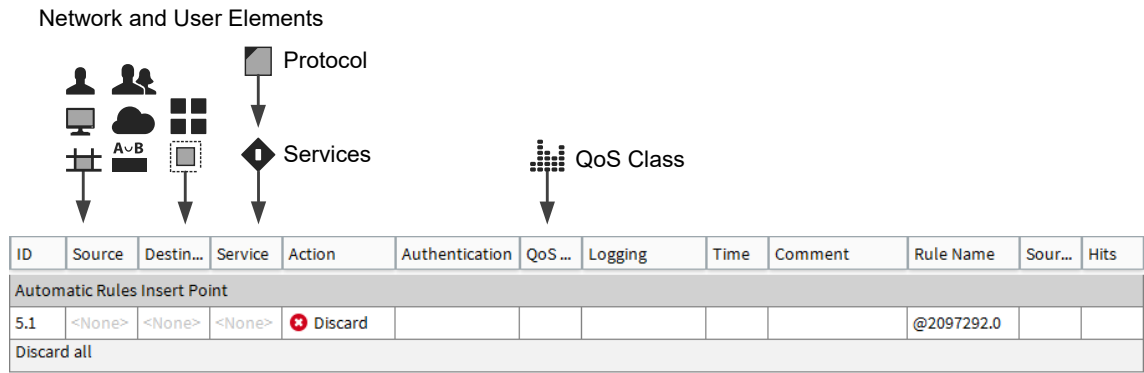 Network and User Elements
Protocol
A∪B
Services
QoS Class
ID Source Destin... Service Action Authentication QoS ... Logging Time Comment Rule Name Sour... Hits
Automatic Rules Insert Point
5.1 <None> <None> <None> Discard @2097292.0
Discard all